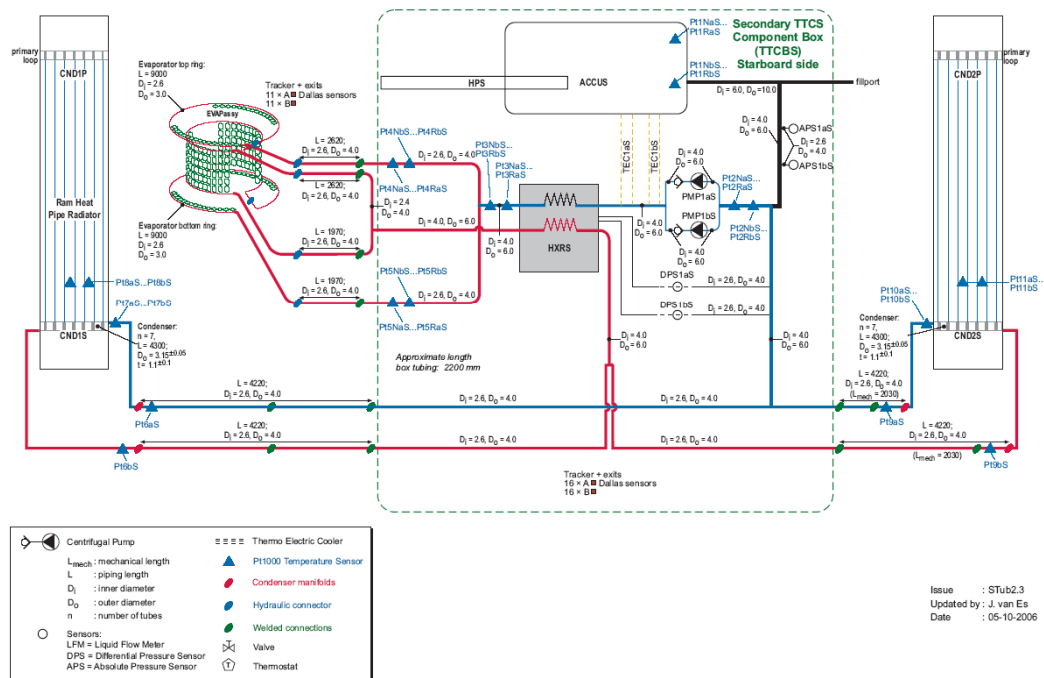 primary
loop
CND1P
Evaporator top ring:
L = 9000
Di = 2.6
Do = 3.0
EVAPassy
Tracker + exits
11 × A Dallas sensors
11 × B
Ram Heat
Pipe Radiator
Evaporator bottom ring:
L = 9000
Di = 2.6
Do = 3.0
Pt8aS...Pt8bS
Pt7aS...Pt7bS
CND1S
Condenser:
n = 7,
L = 4300;
Do = 3.15±0.05
t = 1.1±0.1
L = 2620;
Di = 2.6, Do = 4.0
L = 2620;
Di = 2.6, Do = 4.0
L = 1970;
Di = 2.6, Do = 4.0
L = 1970;
Di = 2.6, Do = 4.0
Pt4NbS...Pt4RbS
Di = 2.6, Do = 4.0
Pt4NaS...Pt4RaS
Di = 2.4
Do = 4.0
Di = 4.0, Do = 6.0
Pt5NbS...Pt5RbS
Di = 2.6, Do = 4.0
Pt5NaS...Pt5RaS
Approximate length
box tubing: 2200 mm
Secondary TTCS
Component Box
(TTCBS)
Starboard side
Pt1NaS...
Pt1RaS
Pt1NbS...
Pt1RbS
HPS
ACCUS
Di = 6.0, Do = 10.0
fillport
Di = 4.0
Do = 6.0
APS1aS
Di = 2.6
Do = 4.0
APS1bS
Pt3NbS...
Pt3RbS
Pt3NaS...
Pt3RaS
Di = 4.0
Do = 6.0
HXRS
TEC1aS
TEC1bS
Di = 4.0
Do = 6.0
PMP1aS
PMP1bS
Di = 4.0
Do = 6.0
Di = 4.0
Do = 6.0
Pt2NaS...
Pt2RaS
Pt2NbS...
Pt2RbS
DPS1aS
Di = 2.6, Do = 4.0
DPS1bS
Di = 2.6, Do = 4.0
Di = 4.0
Do = 6.0
Di = 4.0
Do = 6.0
primary
loop
CND2P
Pt11aS...
Pt11bS
Pt10aS...
Pt10bS
CND2S
Condenser:
n = 7,
L = 4300;
Do = 3.15±0.05
t = 1.1±0.1
L = 4220;
Di = 2.6, Do = 4.0
Pt6aS
Di = 2.6, Do = 4.0
Di = 2.6, Do = 4.0
L = 4220;
Di = 2.6, Do = 4.0
(Lmech = 2030)
Pt9aS
L = 4220;
Di = 2.6, Do = 4.0
Pt6bS
Di = 2.6, Do = 4.0
Di = 2.6, Do = 4.0
L = 4220;
Di = 2.6, Do = 4.0
(Lmech = 2030)
Pt9bS
Tracker + exits
16 × A Dallas sensors
16 × B
Centrifugal Pump
Lmech : mechanical length
L : piping length
Di : inner diameter
Do : outer diameter
n : number of tubes
Sensors:
LFM = Liquid Flow Meter
DPS = Differential Pressure Sensor
APS = Absolute Pressure Sensor
Thermo Electric Cooler
Pt1000 Temperature Sensor
Condenser manifolds
Hydraulic connector
Welded connections
Valve
T
Thermostat
Issue : STub2.3
Updated by : J. van Es
Date : 05-10-2006